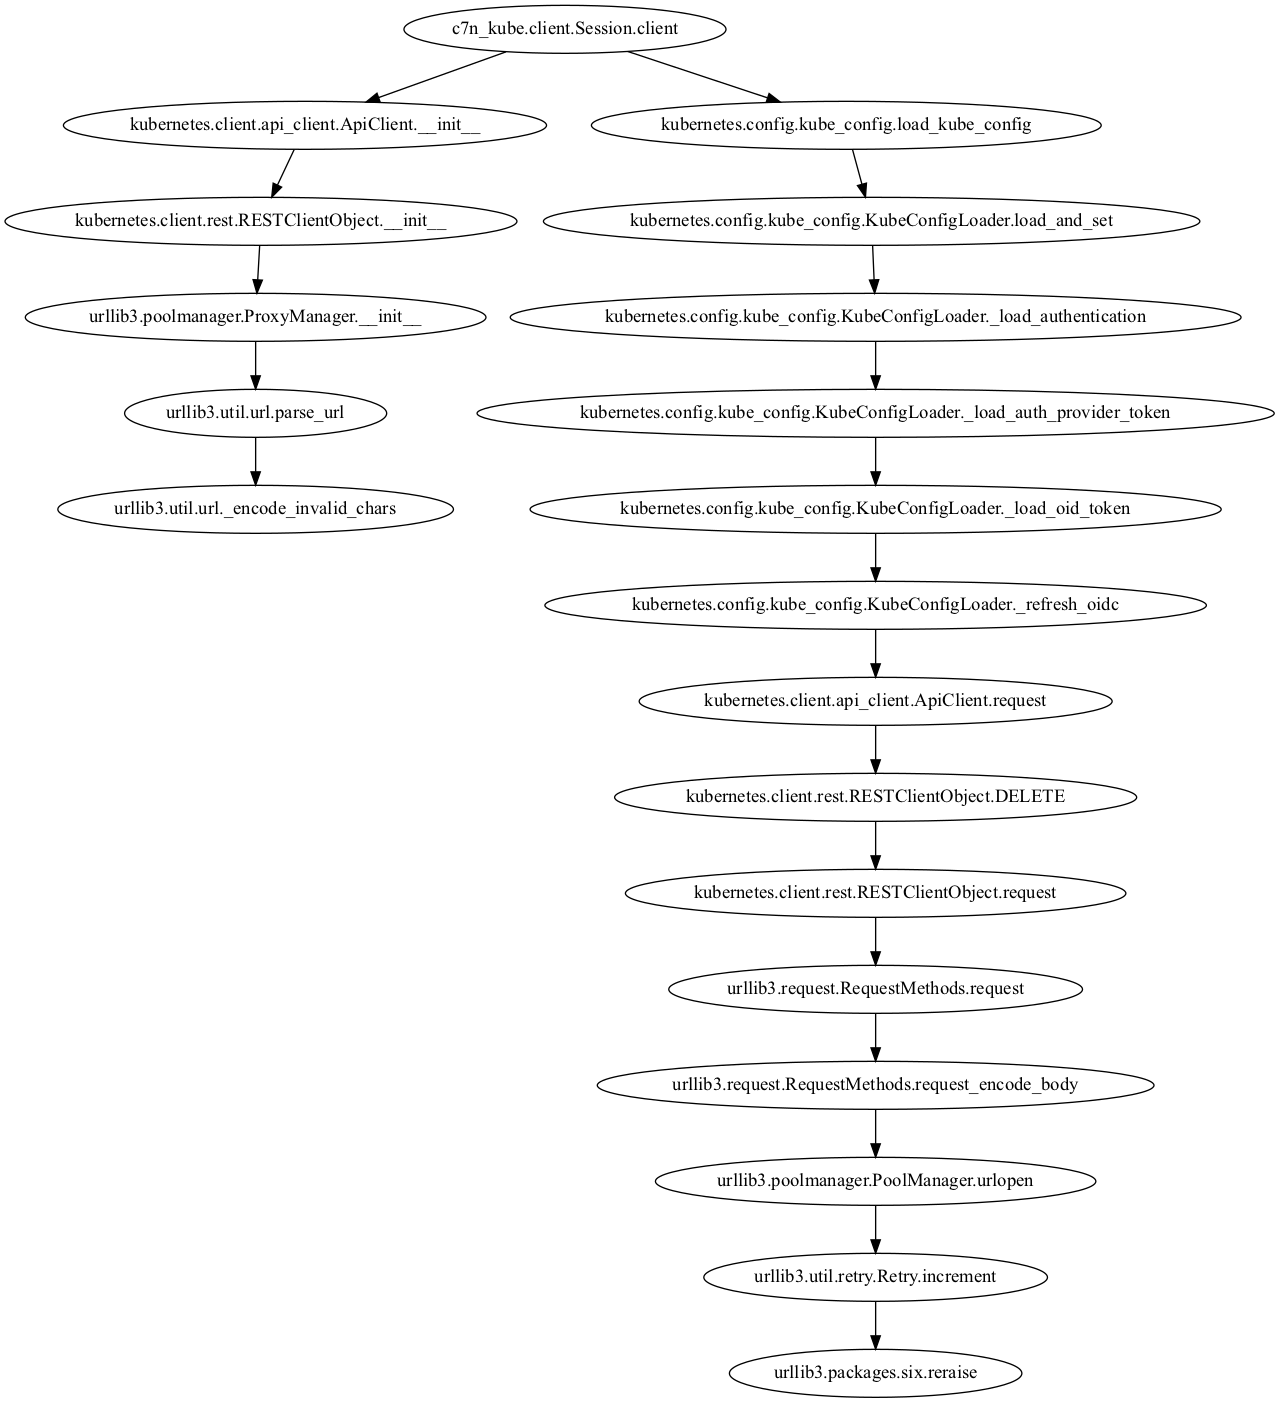 c7n_kube.client.Session.client
kubernetes.client.api_client.ApiClient.__init__
kubernetes.config.kube_config.load_kube_config
kubernetes.client.rest.RESTClientObject.__init__
kubernetes.config.kube_config.KubeConfigLoader.load_and_set
urllib3.poolmanager.ProxyManager.__init__
kubernetes.config.kube_config.KubeConfigLoader._load_authentication
urllib3.util.url.parse_url
kubernetes.config.kube_config.KubeConfigLoader._load_auth_provider_token
urllib3.util.url._encode_invalid_chars
kubernetes.config.kube_config.KubeConfigLoader._load_oid_token
kubernetes.config.kube_config.KubeConfigLoader._refresh_oidc
kubernetes.client.api_client.ApiClient.request
kubernetes.client.rest.RESTClientObject.DELETE
kubernetes.client.rest.RESTClientObject.request
urllib3.request.RequestMethods.request
urllib3.request.RequestMethods.request_encode_body
urllib3.poolmanager.PoolManager.urlopen
urllib3.util.retry.Retry.increment
urllib3.packages.six.reraise